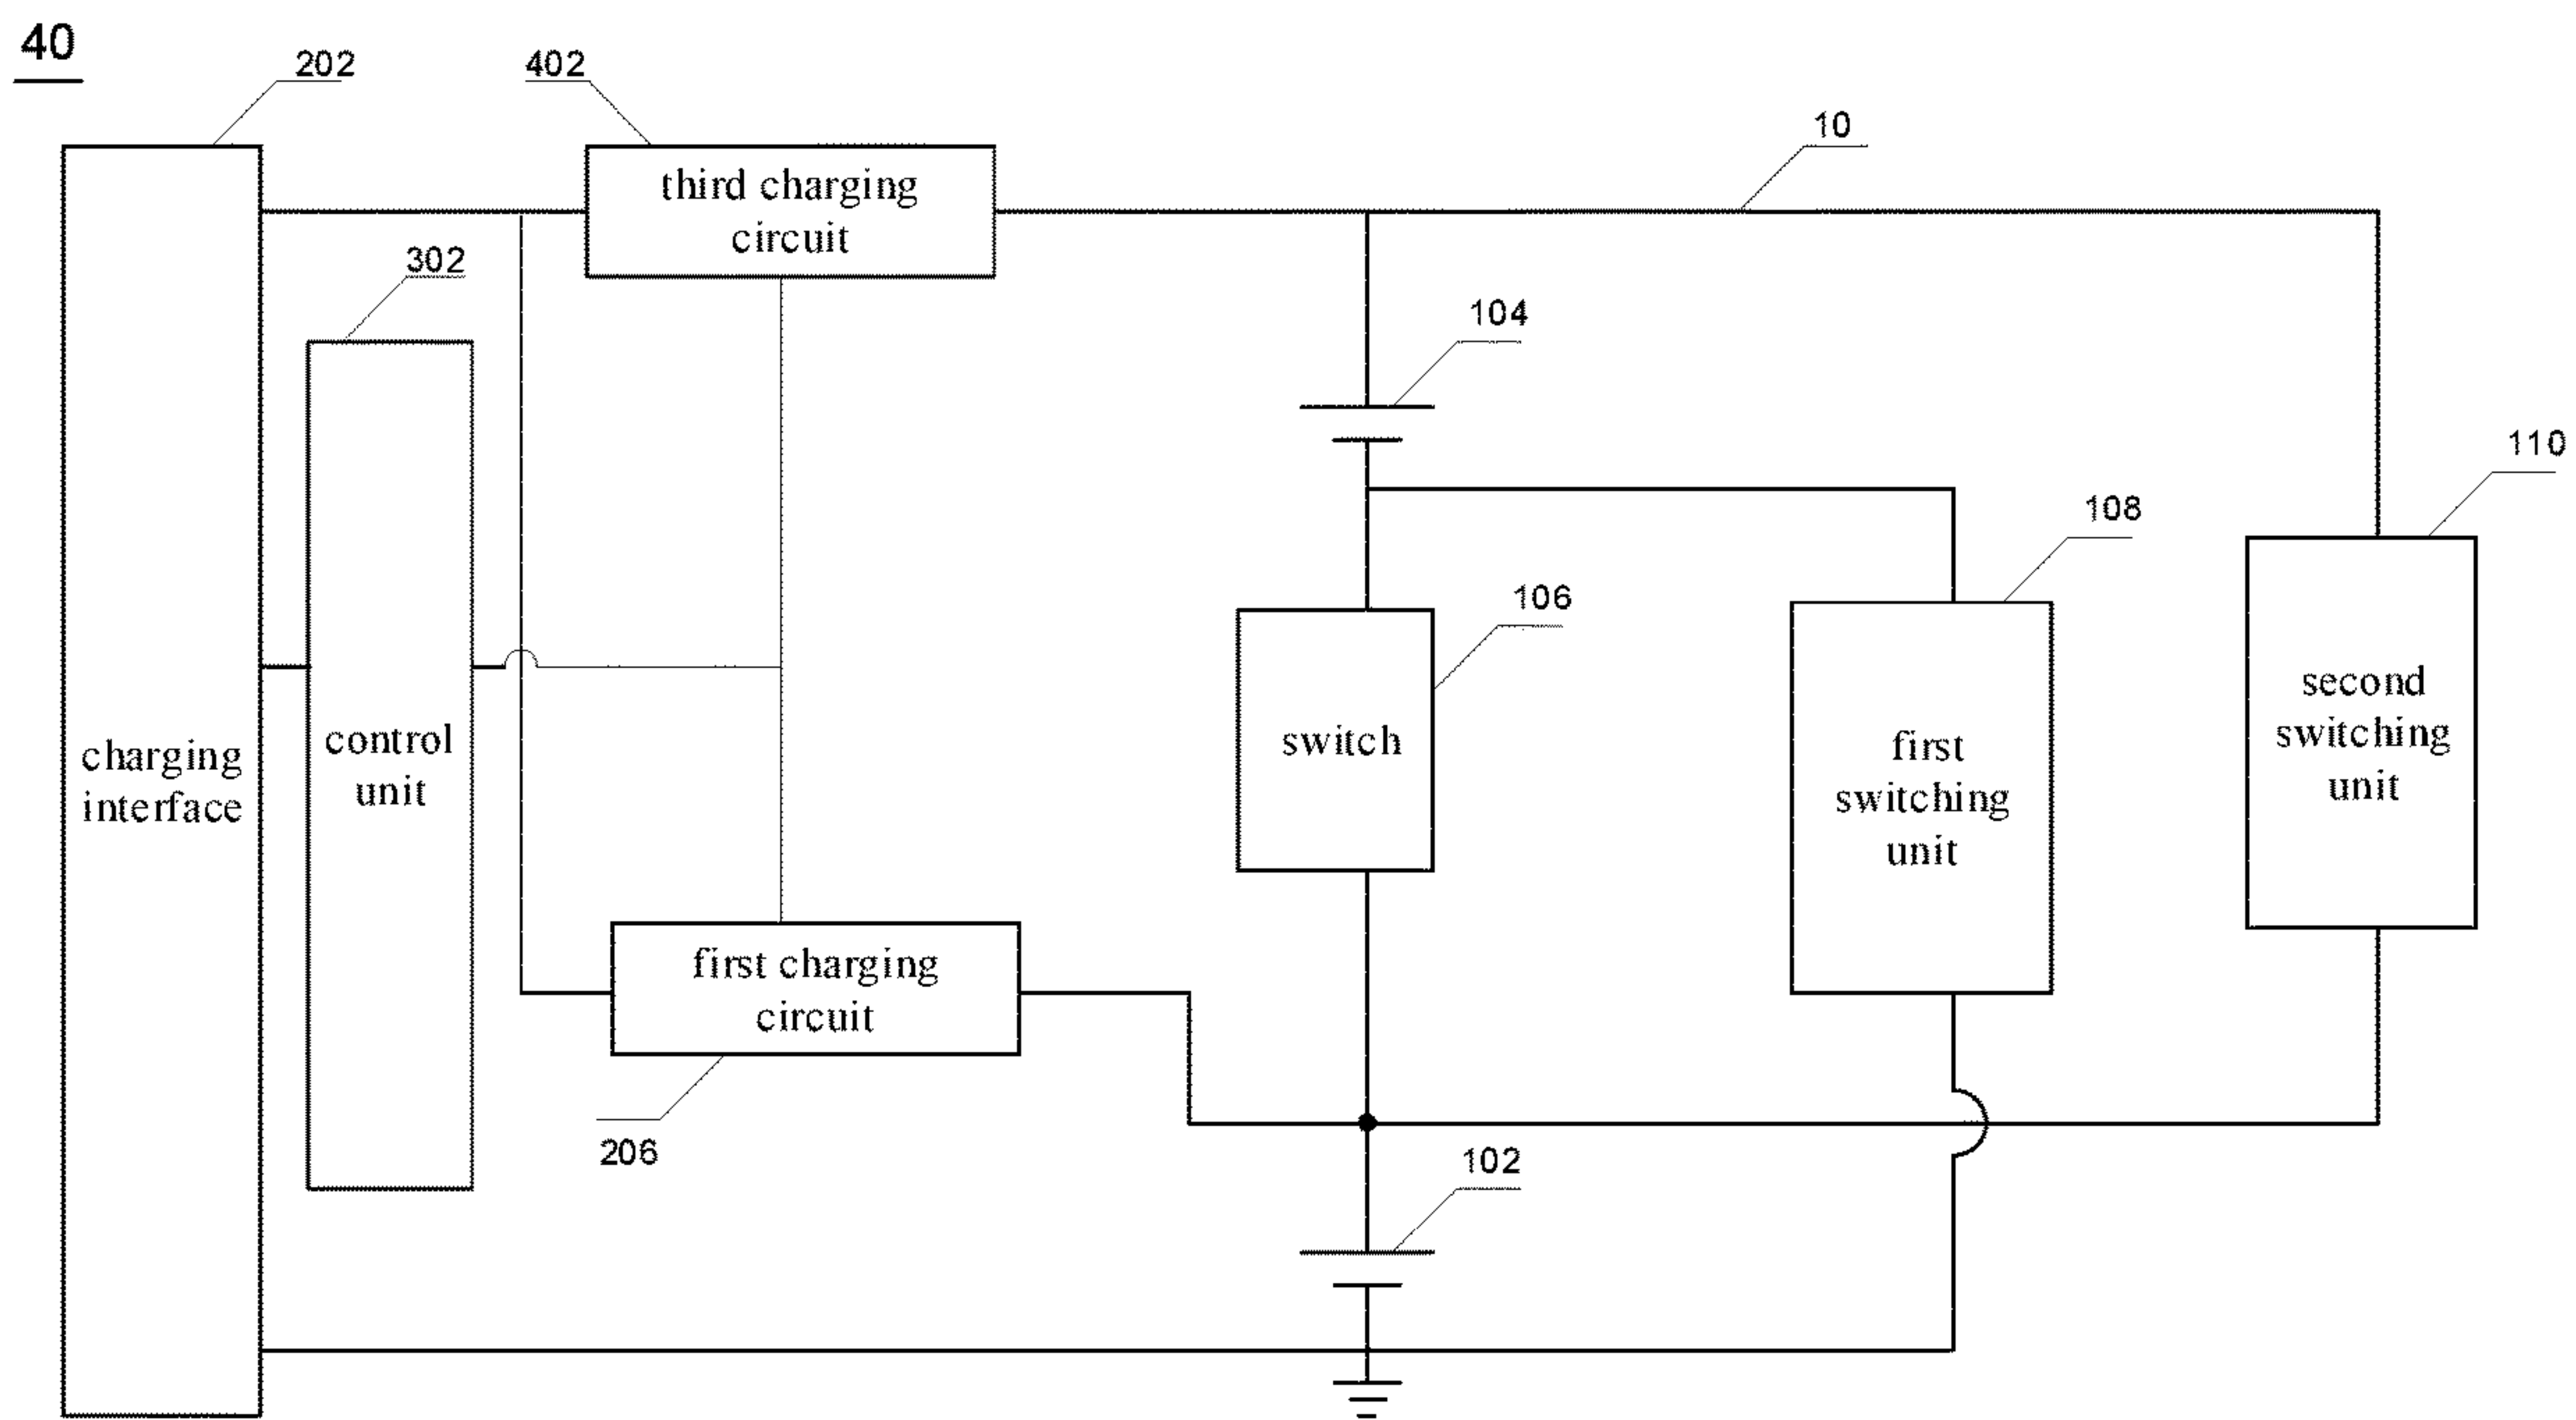 40
202
402
10
third charging
circuit
302
104
110
108
106
second
switching
unit
control
unit
charging
interface
switch
first
switching
unit
first charging
circuit
206
102